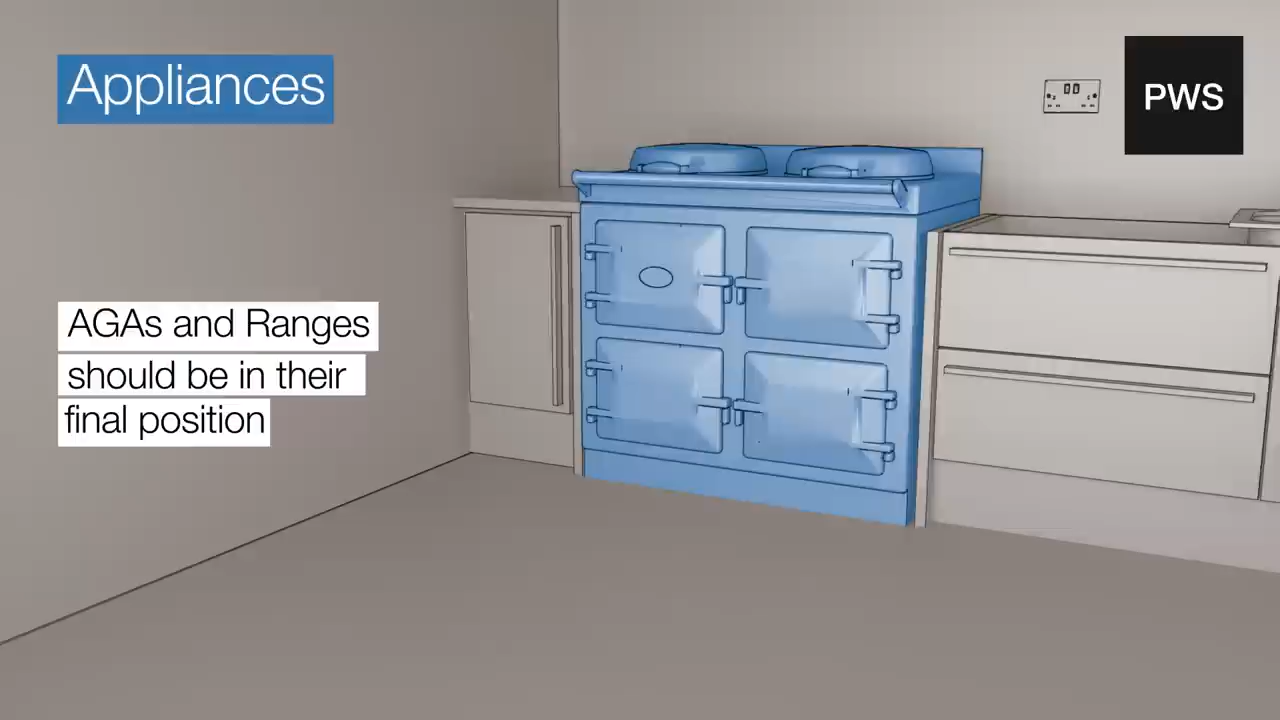 Appliances
PWS
AGAs and Ranges
should be in their
final position